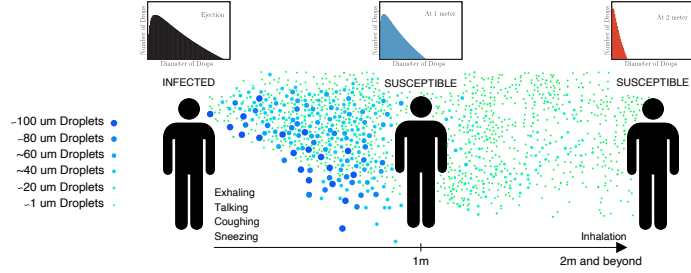 Ejection
Number of Drops
Diameter of Drops
At 1 meter
Number of Drops
Diameter of Drops
At 2 meter
Number of Drops
Diameter of Drops
INFECTED
SUSCEPTIBLE
SUSCEPTIBLE
~100 um Droplets
~80 um Droplets
~60 um Droplets
~40 um Droplets
~20 um Droplets
~1 um Droplets
Exhaling
Talking
Coughing
Sneezing
Inhalation
1m
2m and beyond